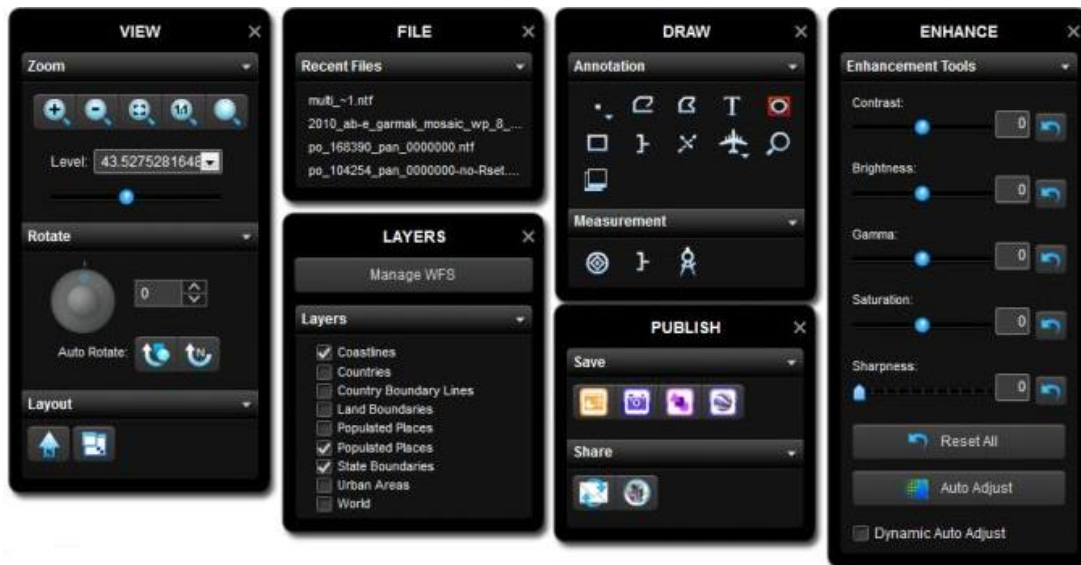 VIEW
Zoom
1:1
Level: 43.5275281648
Rotate
0
Auto Rotate:
N
Layout
FILE
Recent Files
multi_~1.ntf
2010_ab-e_garmak_mosaic_wp_8_...
po_168390_pan_0000000.ntf
po_104254_pan_0000000-no-Rset....
LAYERS
Manage WFS
Layers
Coastlines
Countries
Country Boundary Lines
Land Boundaries
Populated Places
Populated Places
State Boundaries
Urban Areas
World
DRAW
Annotation
T
Measurement
PUBLISH
Save
Share
ENHANCE
Enhancement Tools
Contrast:
0
Brightness:
0
Gamma:
0
Saturation:
0
Sharpness:
0
Reset All
Auto Adjust
Dynamic Auto Adjust